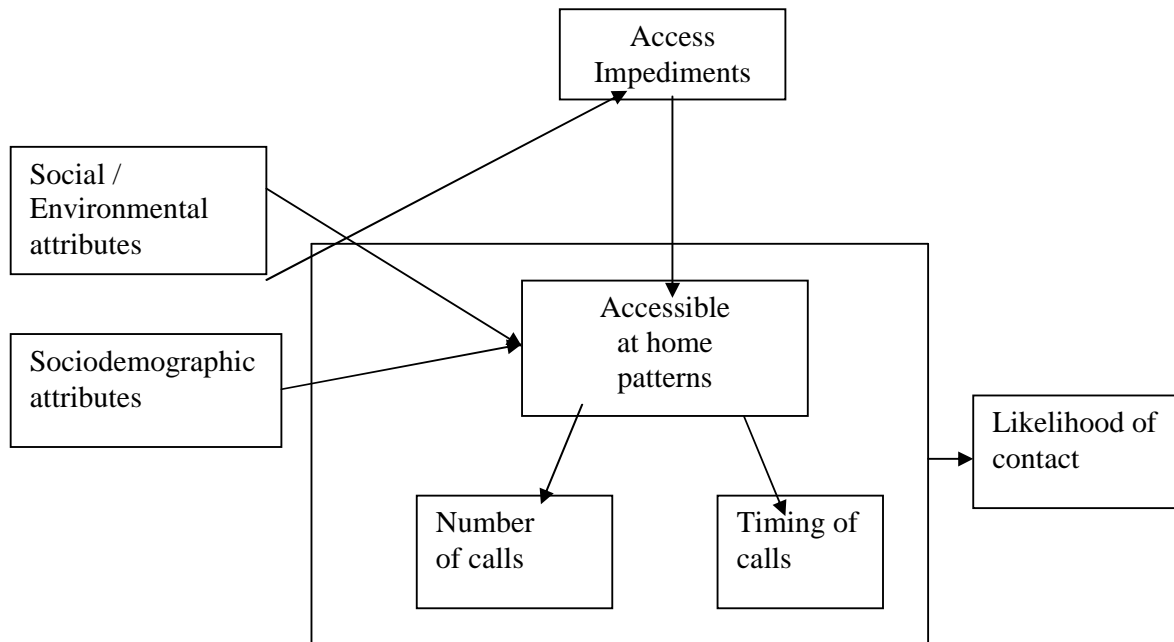 Access
Impediments
Social /
Environmental
attributes
Accessible
at home
patterns
Sociodemographic
attributes
Likelihood of
contact
Number
of calls
Timing of
calls